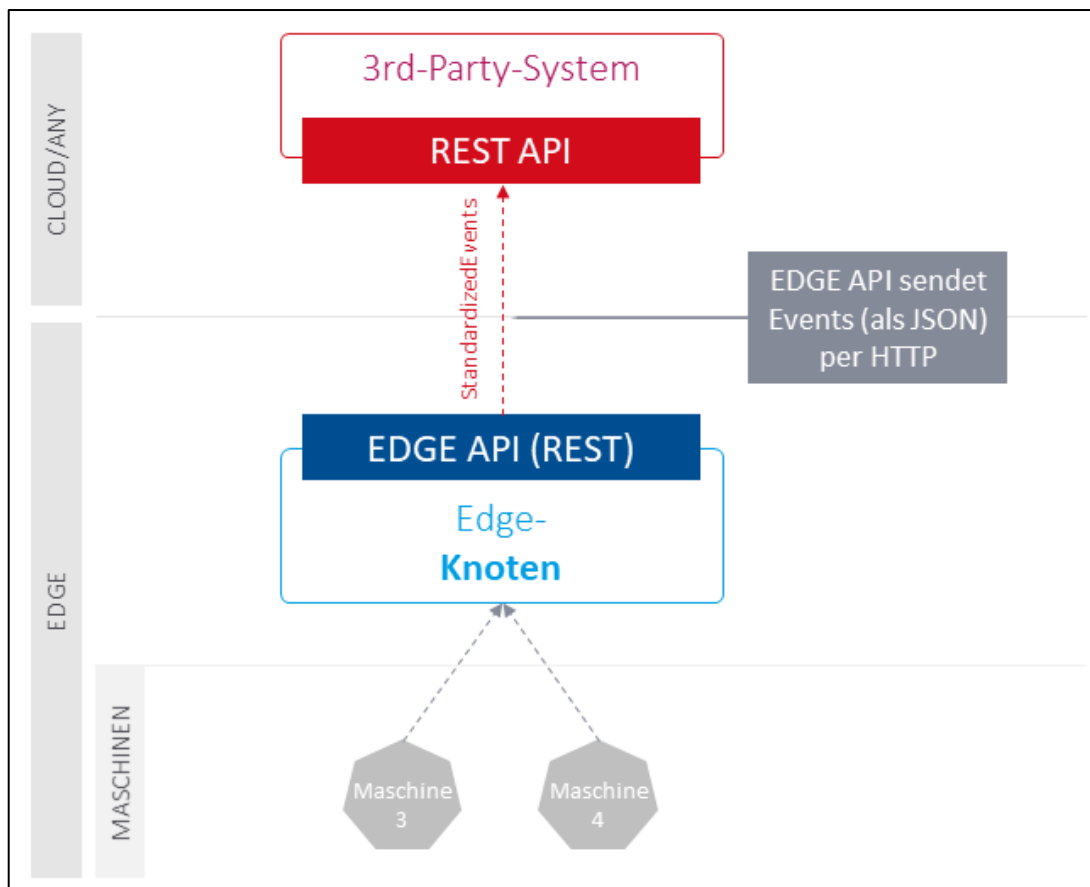 CLOUD/ANY
3rd-Party-System
REST API
StandardizedEvents
EDGE API sendet
Events (als JSON)
per HTTP
EDGE
EDGE API (REST)
Edge-
Knoten
MASCHINEN
Maschine
3
Maschine
4